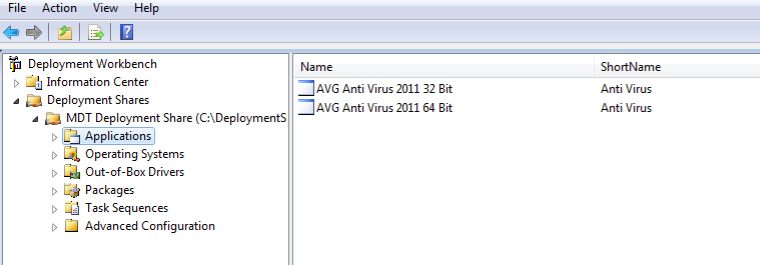 File Action View Help
Deployment Workbench
Information Center
Deployment Shares
MDT Deployment Share (C:\DeploymentS
Applications
Operating Systems
Out-of-Box Drivers
Packages
Task Sequences
Advanced Configuration
Name ShortName
AVG Anti Virus 2011 32 Bit Anti Virus
AVG Anti Virus 2011 64 Bit Anti Virus